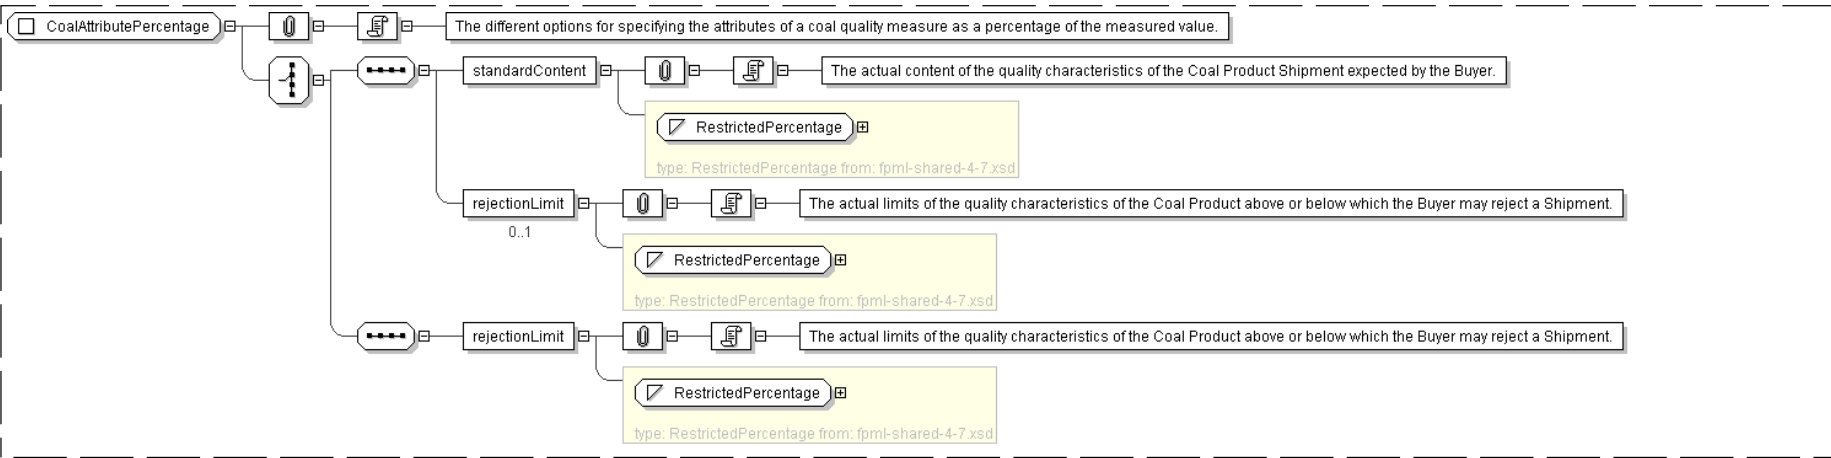 CoalAttributePercentage
The different options for specifying the attributes of a coal quality measure as a percentage of the measured value.
standardContent
The actual content of the quality characteristics of the Coal Product Shipment expected by the Buyer.
RestrictedPercentage
type: RestrictedPercentage from: fpml-shared-4-7.xsd
rejectionLimit
The actual limits of the quality characteristics of the Coal Product above or below which the Buyer may reject a Shipment.
0..1
RestrictedPercentage
type: RestrictedPercentage from: fpml-shared-4-7.xsd
rejectionLimit
The actual limits of the quality characteristics of the Coal Product above or below which the Buyer may reject a Shipment.
RestrictedPercentage
type: RestrictedPercentage from: fpml-shared-4-7.xsd